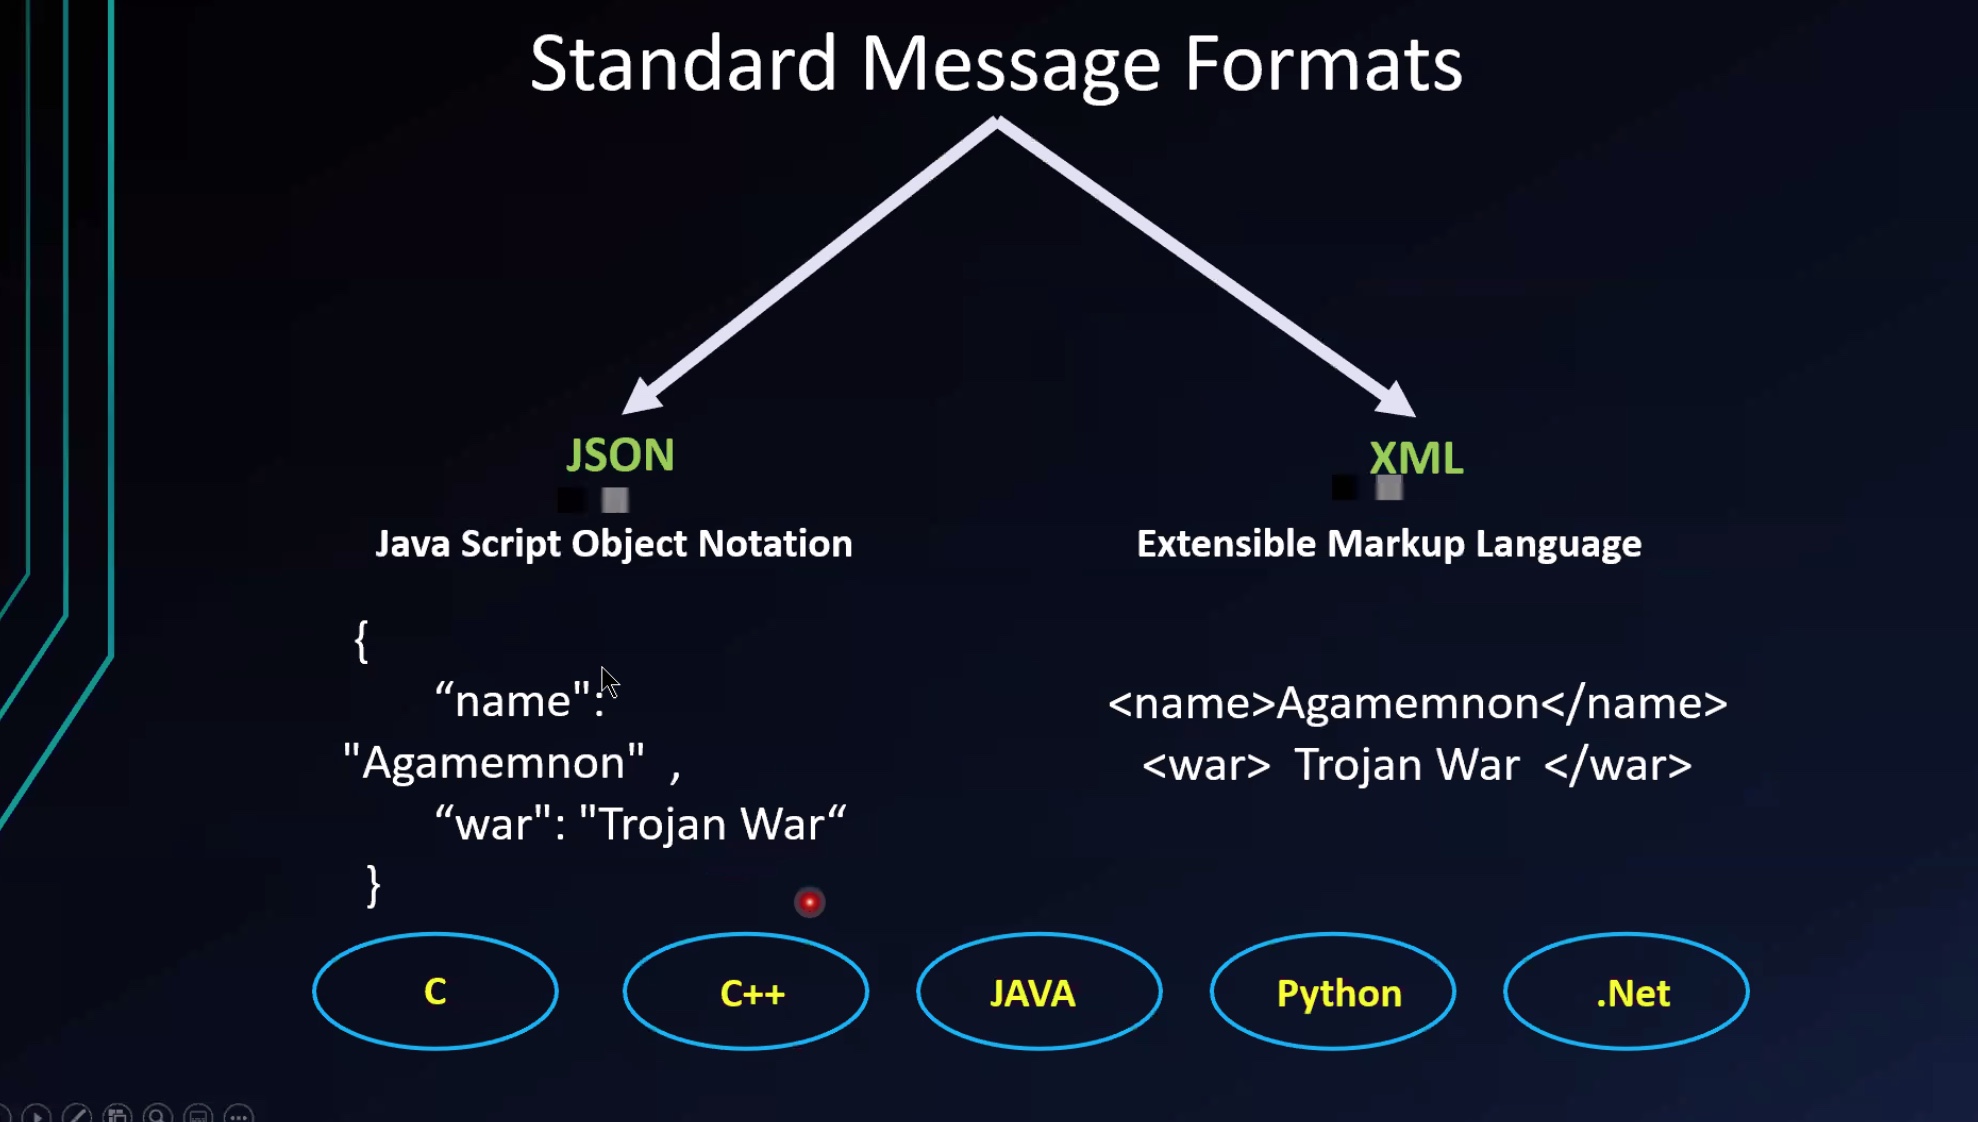 Standard Message Formats
JSON
XML
Java Script Object Notation
Extensible Markup Language
{
“name":
"Agamemnon" ,
“war": "Trojan War“
}
<name>Agamemnon</name>
<war> Trojan War </war>
C
C++
JAVA
Python
.Net